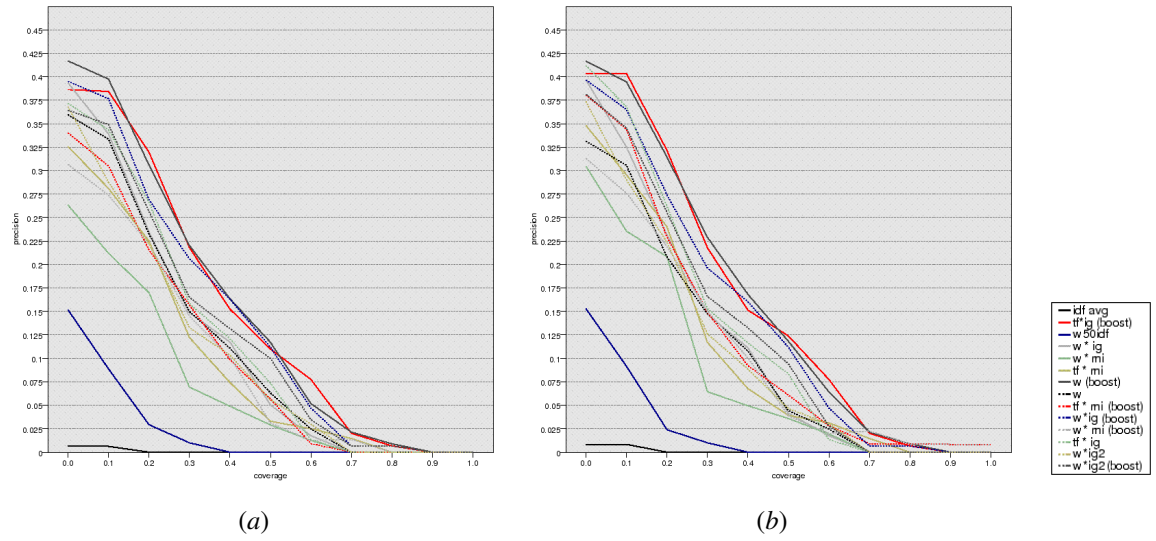 0.45
0.425
0.4
0.375
0.35
0.325
0.3
0.275
0.25
0.225
0.2
0.175
0.15
0.125
0.1
0.075
0.05
0.025
0
precision
0.0 0.1 0.2 0.3 0.4 0.5 0.6 0.7 0.8 0.9 1.0
coverage
(a)
0.45
0.425
0.4
0.375
0.35
0.325
0.3
0.275
0.25
0.225
0.2
0.175
0.15
0.125
0.1
0.075
0.05
0.025
0
precision
0.0 0.1 0.2 0.3 0.4 0.5 0.6 0.7 0.8 0.9 1.0
coverage
(b)
idf avg
tf*ig (boost)
w50idf
w * ig
w * mi
tf * mi
w (boost)
w
tf * mi (boost)
w *ig (boost)
w * mi (boost)
tf * ig
w *ig2
w *ig2 (boost)